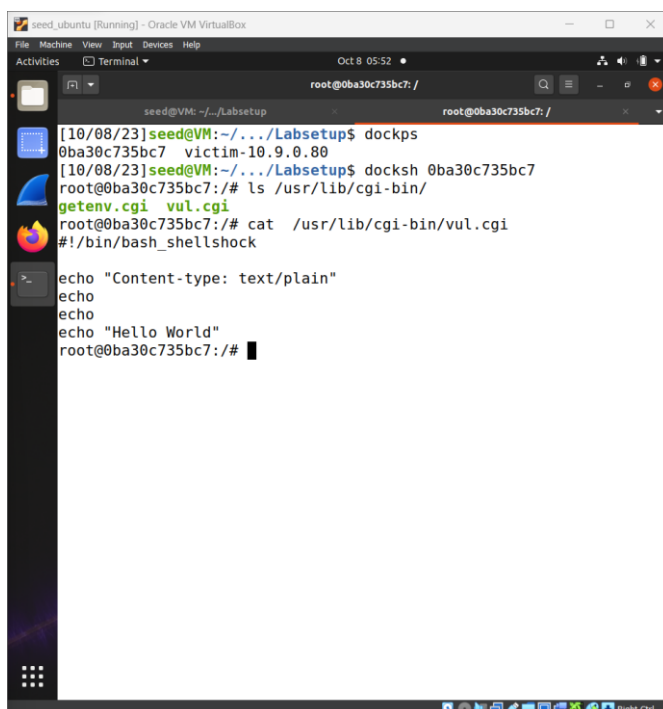 seed_ubuntu [Running] - Oracle VM VirtualBox
File Machine View Input Devices Help
Activities Terminal Oct 8 05:52
root@0ba30c735bc7: /
seed@VM: ~/.../Labsetup root@0ba30c735bc7: /
[10/08/23]seed@VM:~/.../Labsetup$ dockps
0ba30c735bc7  victim-10.9.0.80
[10/08/23]seed@VM:~/.../Labsetup$ docksh 0ba30c735bc7
root@0ba30c735bc7:/# ls /usr/lib/cgi-bin/
getenv.cgi  vul.cgi
root@0ba30c735bc7:/# cat  /usr/lib/cgi-bin/vul.cgi
#!/bin/bash_shellshock
echo "Content-type: text/plain"
echo
echo
echo "Hello World"
root@0ba30c735bc7:/#
Right Ctrl